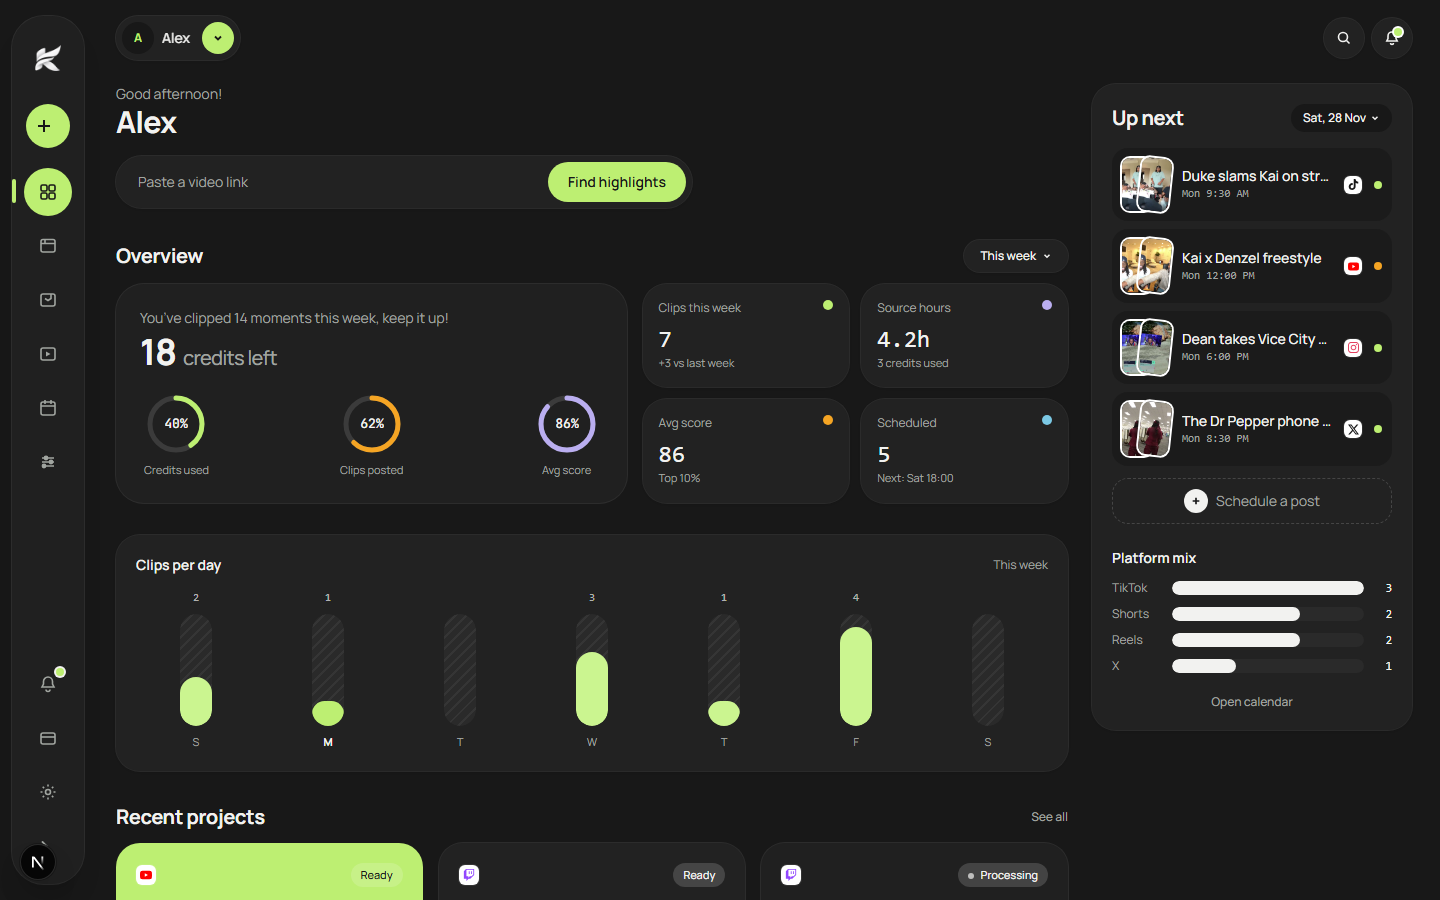 A Alex
Good afternoon!
Alex
Paste a video link
Find highlights
Overview
This week
You've clipped 14 moments this week, keep it up!
18 credits left
40%
Credits used
62%
Clips posted
86%
Avg score
Clips this week
7
+3 vs last week
Source hours
4.2h
3 credits used
Avg score
86
Top 10%
Scheduled
5
Next: Sat 18:00
Clips per day
This week
2 1 3 1 4
S M T W T F S
Recent projects
See all
Ready
Ready
Processing
N
Up next
Sat, 28 Nov
Duke slams Kai on str...
Mon 9:30 AM
Kai x Denzel freestyle
Mon 12:00 PM
Dean takes Vice City ...
Mon 6:00 PM
The Dr Pepper phone ...
Mon 8:30 PM
Schedule a post
Platform mix
TikTok 3
Shorts 2
Reels 2
X 1
Open calendar